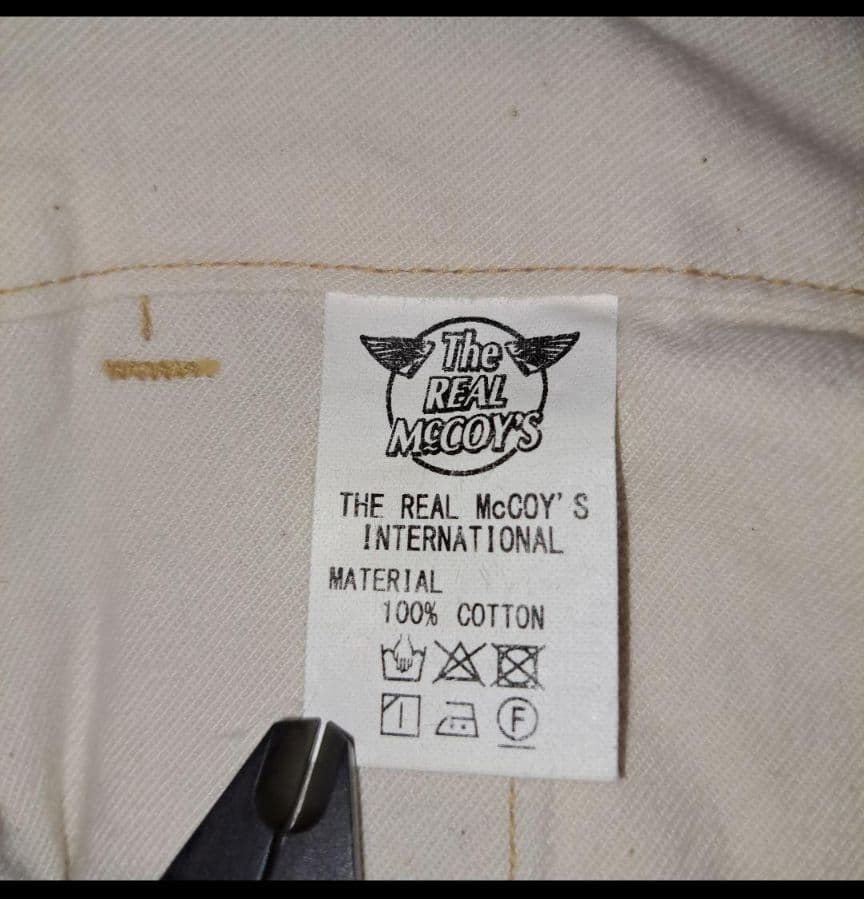 The
REAL
McCOY'S
THE REAL McCOY'S
INTERNATIONAL
MATERIAL
100% COTTON
F